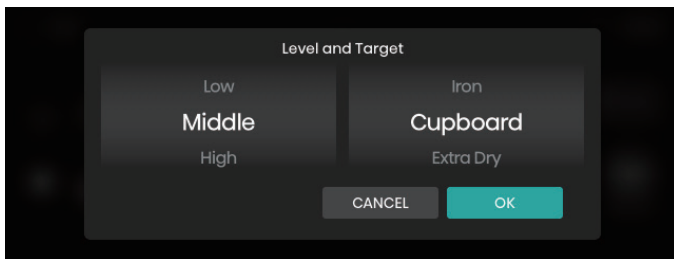 Level and Target
Low Iron
Middle Cupboard
High Extra Dry
CANCEL OK